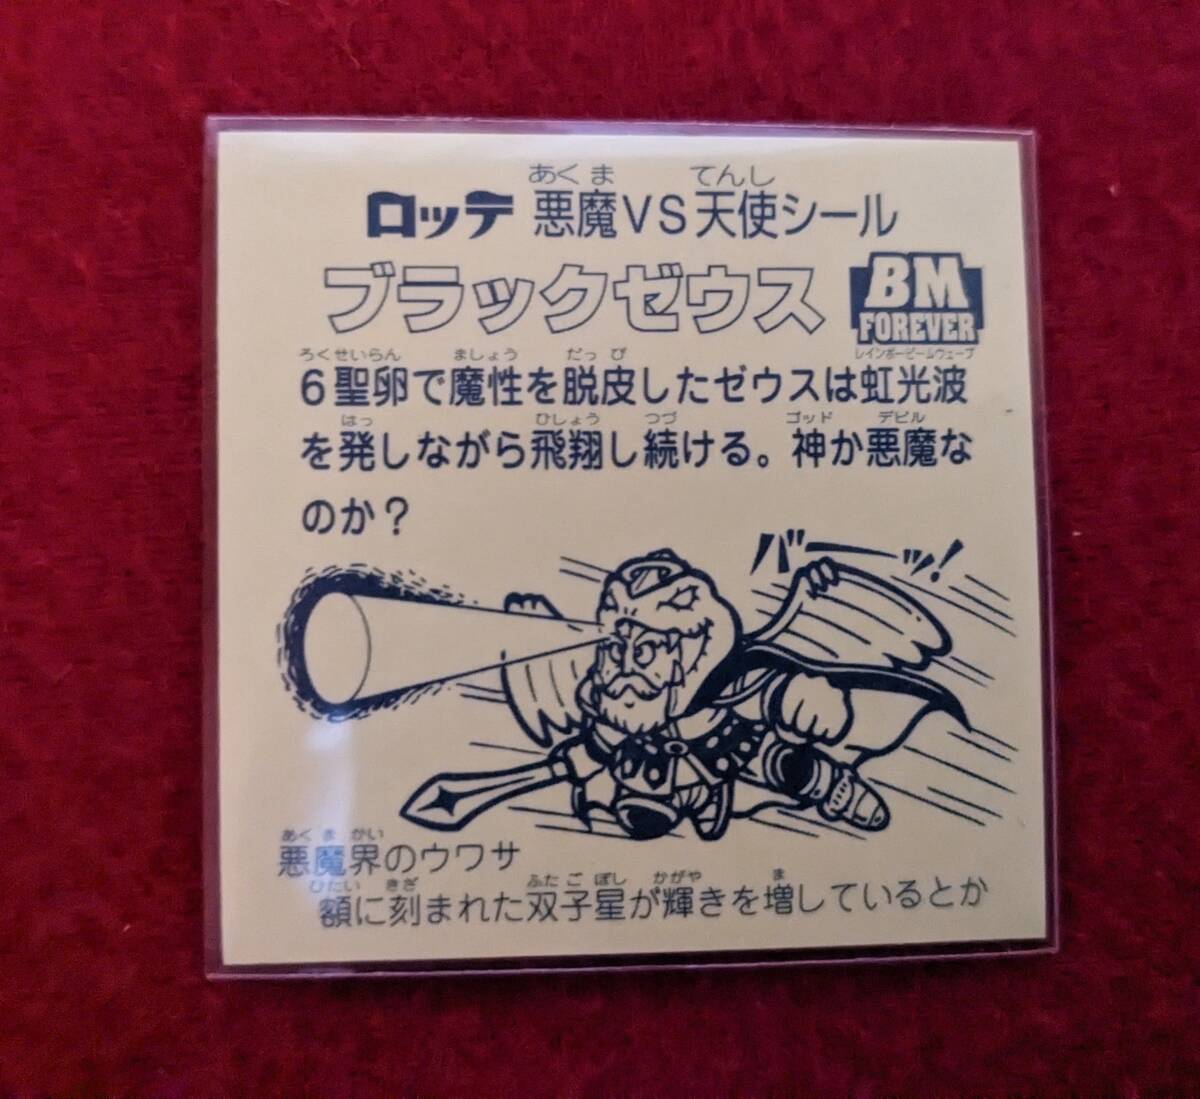 あくま てんし
ロッテ 悪魔VS天使シール
ブラックゼウス
BM
FOREVER
ろくせいらん ましょう だっぴ レインボービームウェーブ
6聖卵で魔性を脱皮したゼウスは虹光波
はっ ひしょう つづ ゴッド デビル
を発しながら飛翔し続ける。神か悪魔な
のか?
バーッ!
あくまかい
悪魔界のウワサ
ひたい きざ ふたごぼし かがや ま
額に刻まれた双子星が輝きを増しているとか